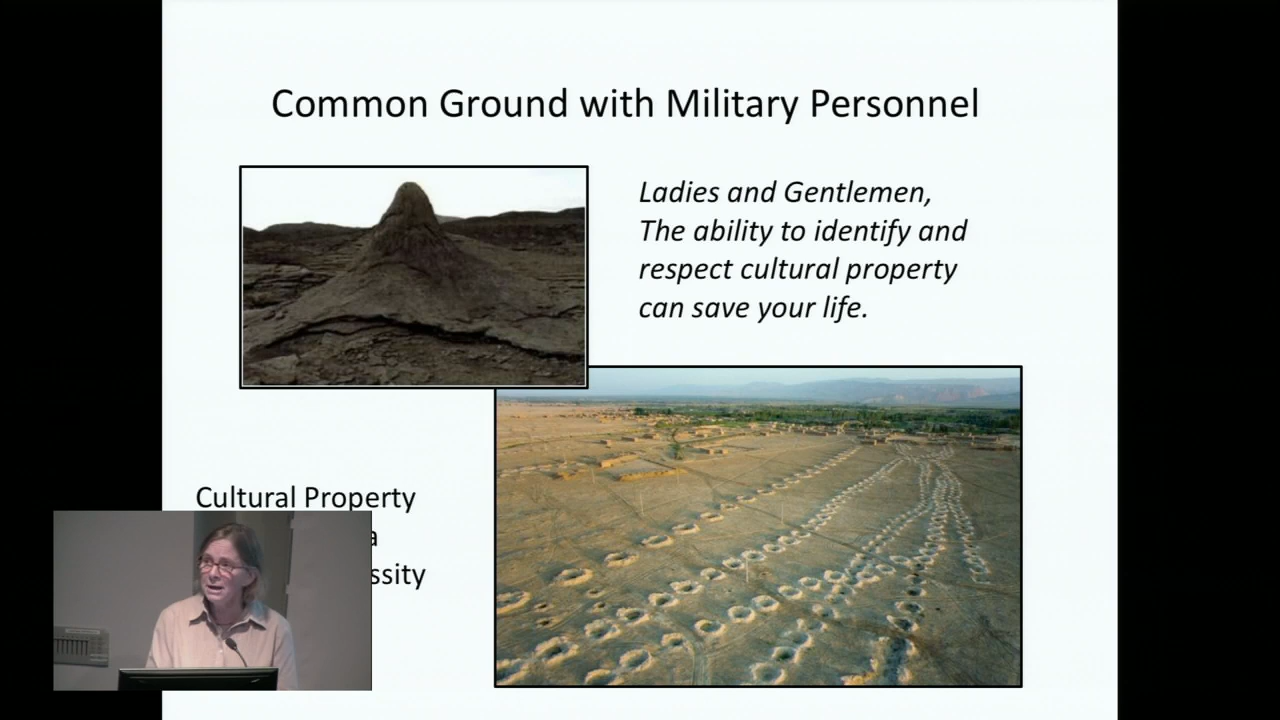 Common Ground with Military Personnel
Ladies and Gentlemen,
The ability to identify and
respect cultural property
can save your life.
Cultural Property
a
ssity